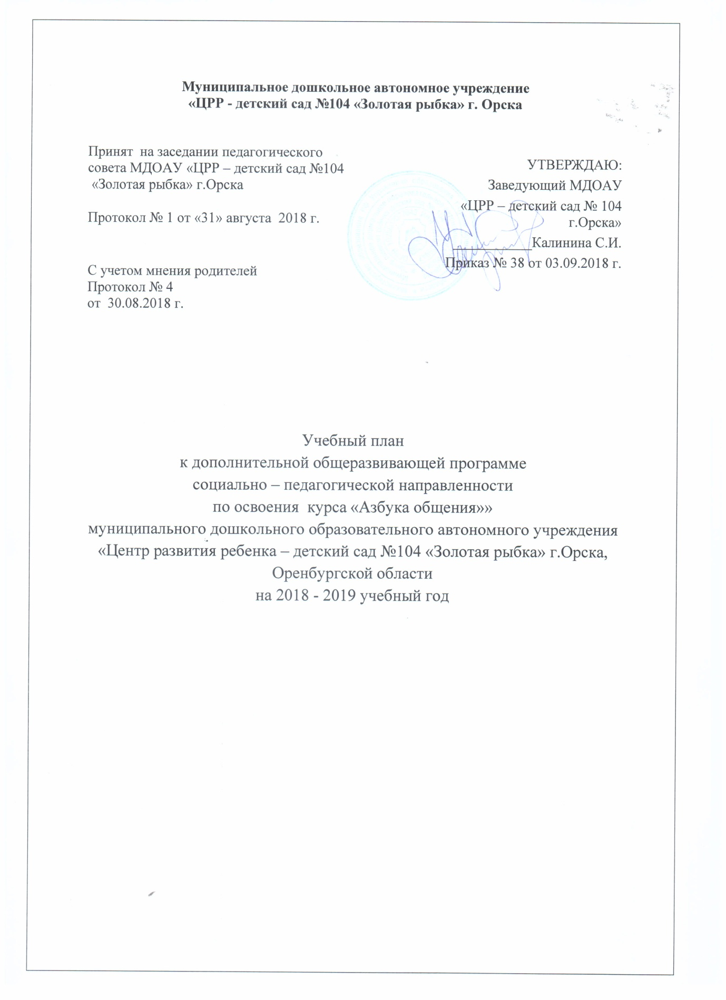 Муниципальное дошкольное автономное учреждение
«ЦРР - детский сад №104 «Золотая рыбка» г. Орска
Принят на заседании педагогического
совета МДОАУ «ЦРР – детский сад №104
«Золотая рыбка» г.Орска
Протокол № 1 от «31» августа 2018 г.
С учетом мнения родителей
Протокол № 4
от 30.08.2018 г.
УТВЕРЖДАЮ:
Заведующий МДОАУ
«ЦРР – детский сад № 104
г.Орска»
___________Калинина С.И.
Приказ № 38 от 03.09.2018 г.
Учебный план
к дополнительной общеразвивающей программе
социально – педагогической направленности
по освоения курса «Азбука общения»»
муниципального дошкольного образовательного автономного учреждения
«Центр развития ребенка – детский сад №104 «Золотая рыбка» г.Орска,
Оренбургской области
на 2018 - 2019 учебный год